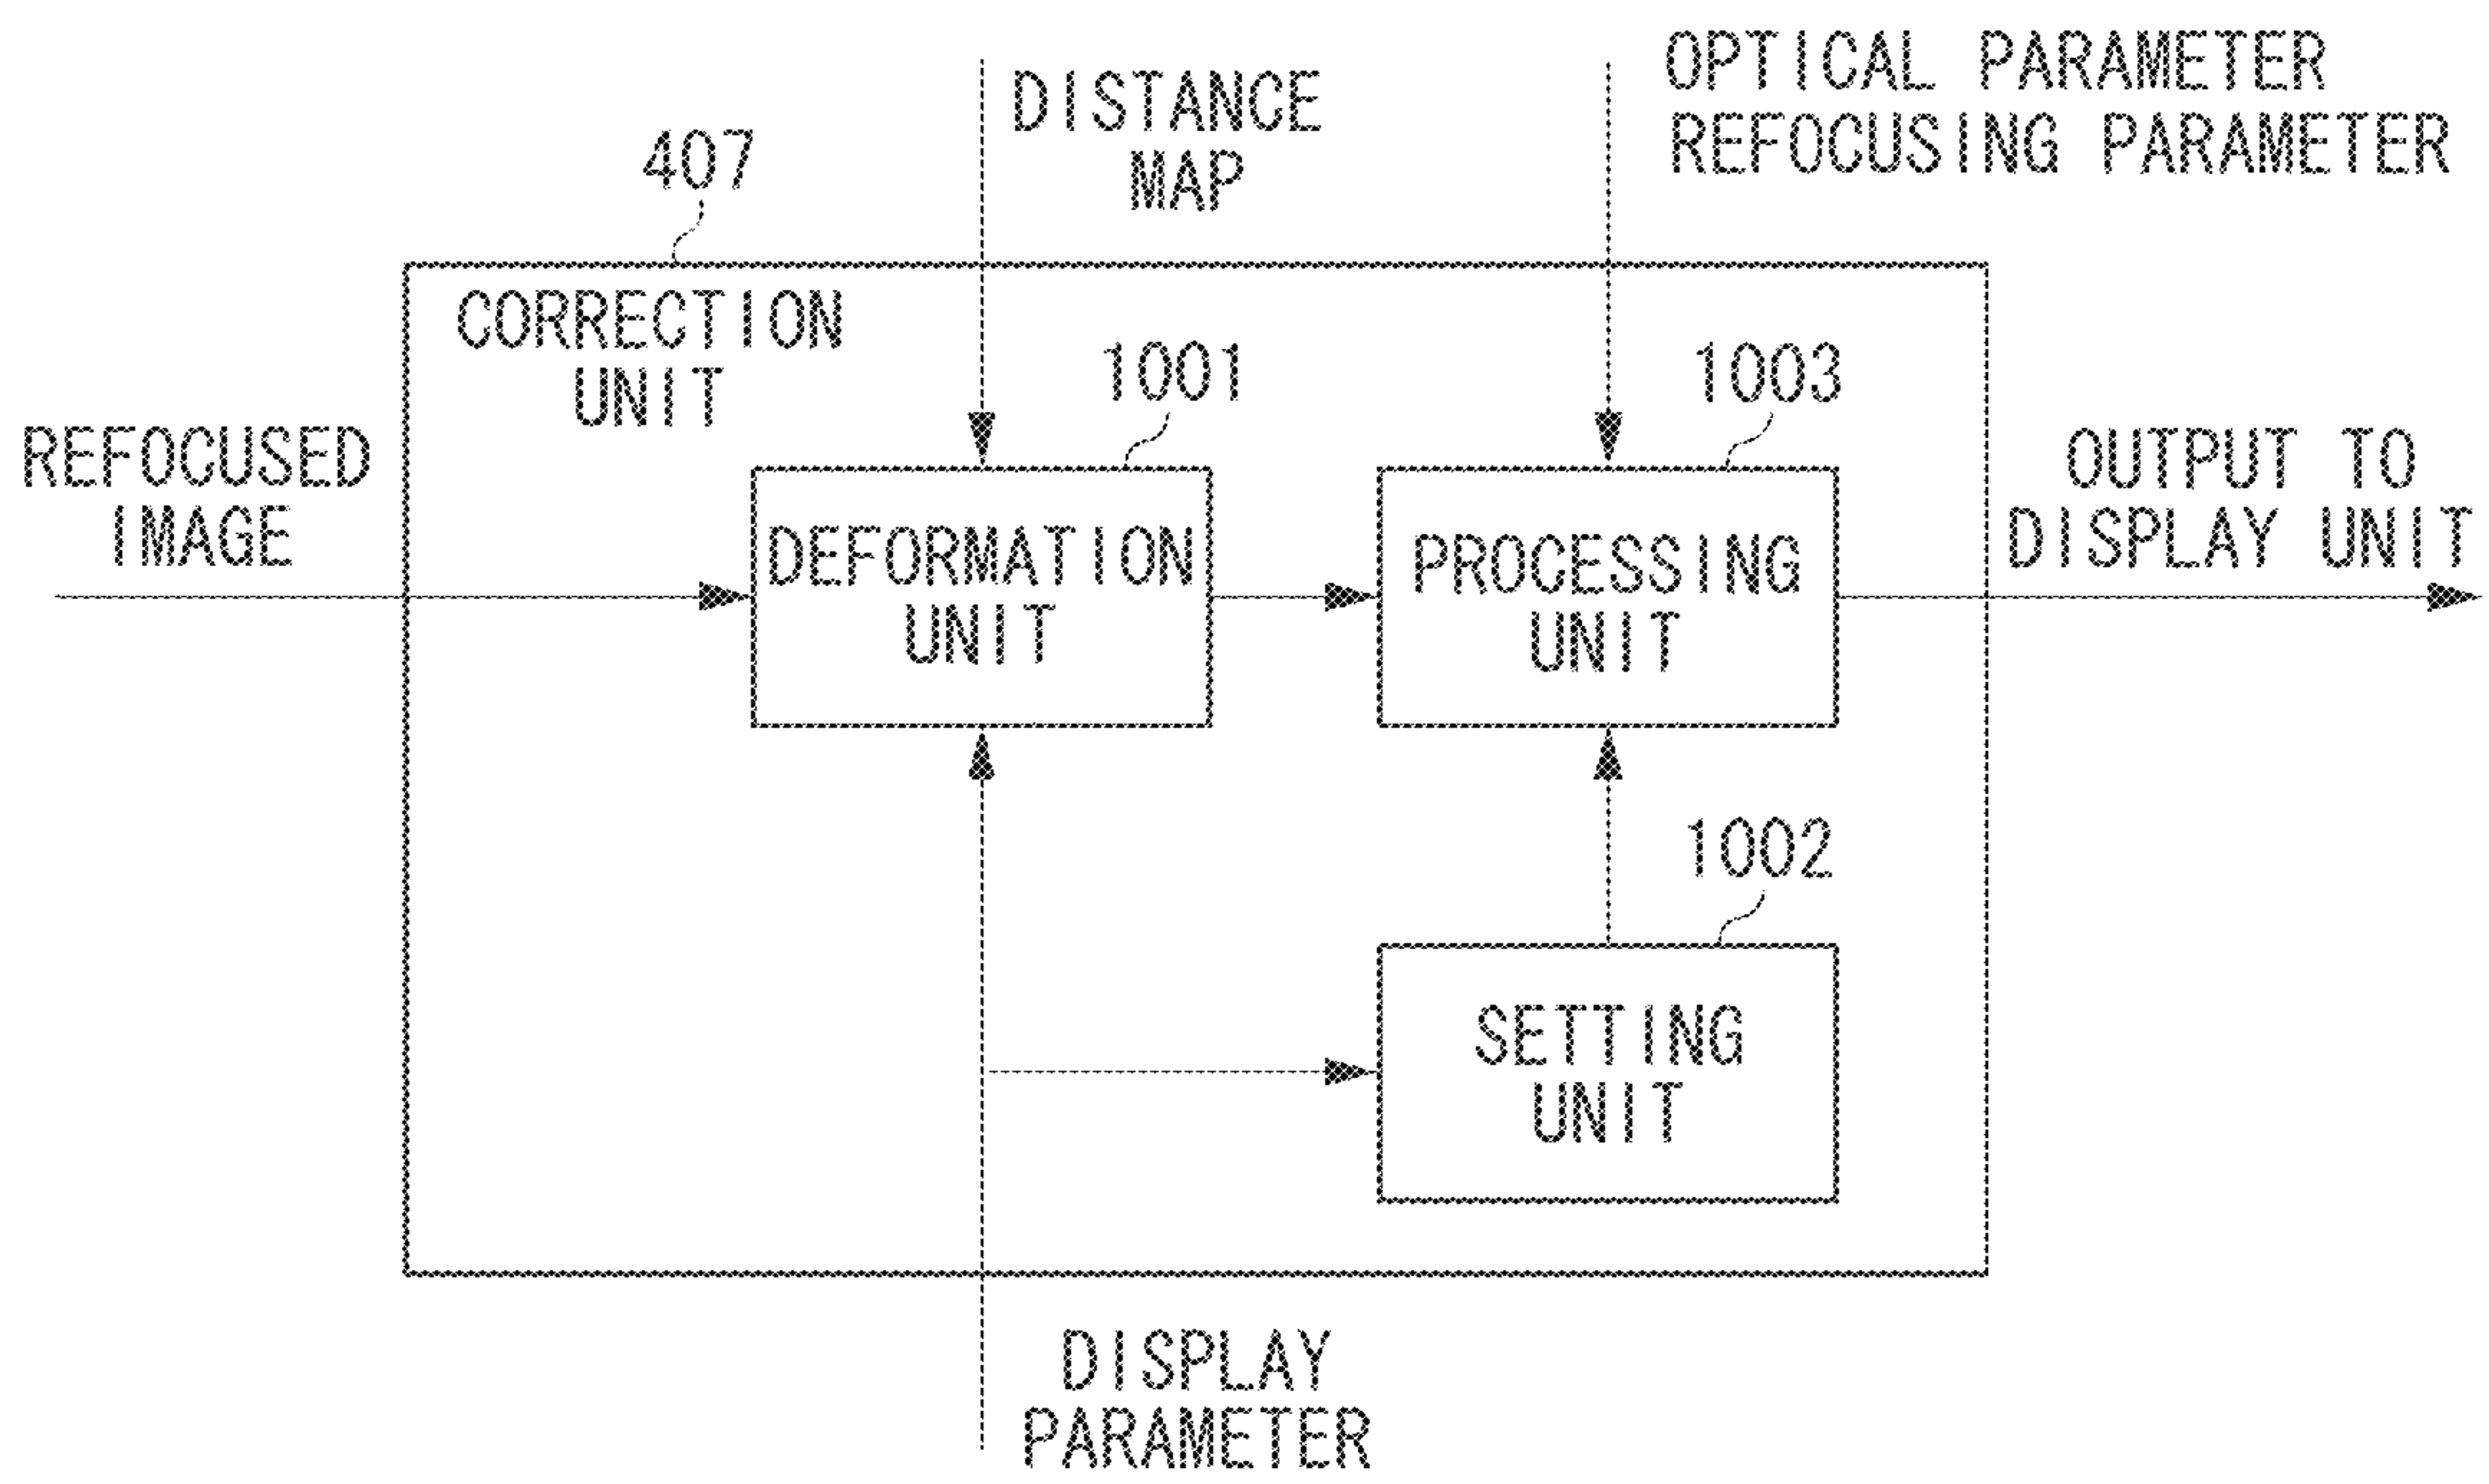 OPTICAL PARAMETER
REFOCUSING PARAMETER
DISTANCE
MAP
407
CORRECTION
UNIT
1001
1003
REFOCUSED
IMAGE
DEFORMATION
UNIT
PROCESSING
UNIT
OUTPUT TO
DISPLAY UNIT
1002
SETTING
UNIT
DISPLAY
PARAMETER